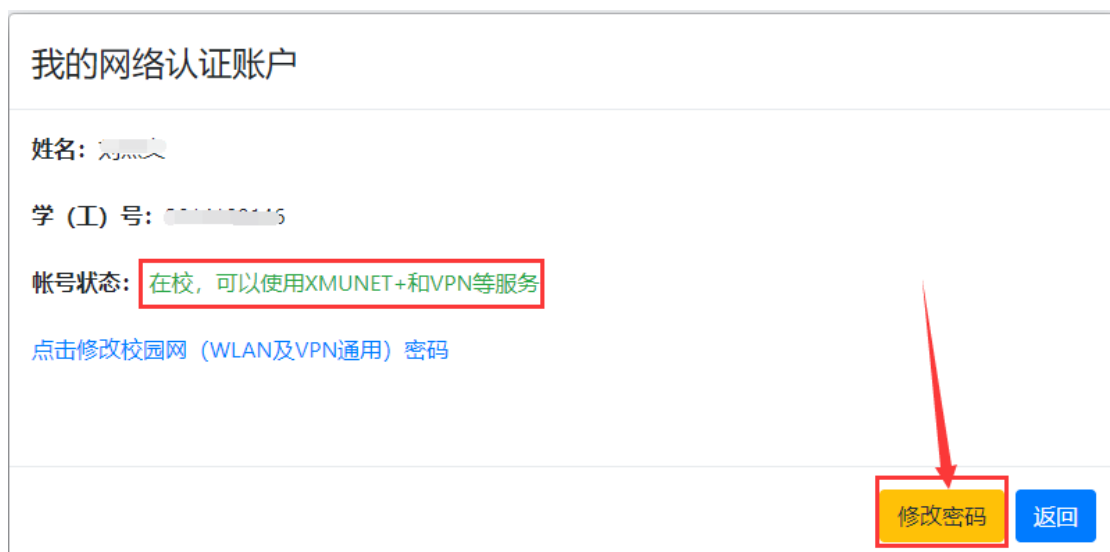 我的网络认证账户
姓名：
学（工）号：
帐号状态： 在校，可以使用XMUNET+和VPN等服务
点击修改校园网（WLAN及VPN通用）密码
修改密码 返回